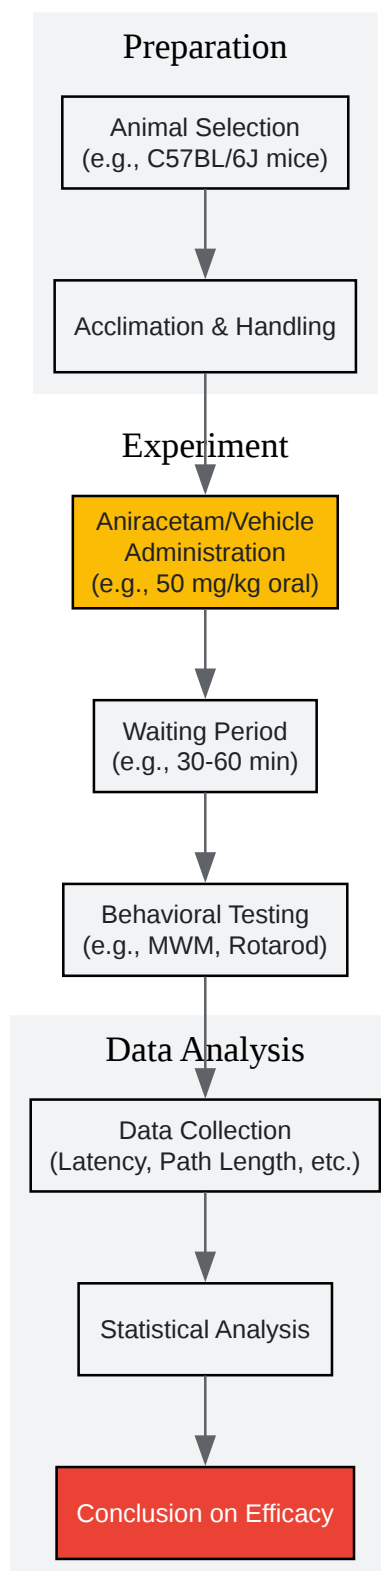 Preparation
Animal Selection
(e.g., C57BL/6J mice)
Acclimation & Handling
Experiment
Aniracetam/Vehicle
Administration
(e.g., 50 mg/kg oral)
Waiting Period
(e.g., 30-60 min)
Behavioral Testing
(e.g., MWM, Rotarod)
Data Analysis
Data Collection
(Latency, Path Length, etc.)
Statistical Analysis
Conclusion on Efficacy